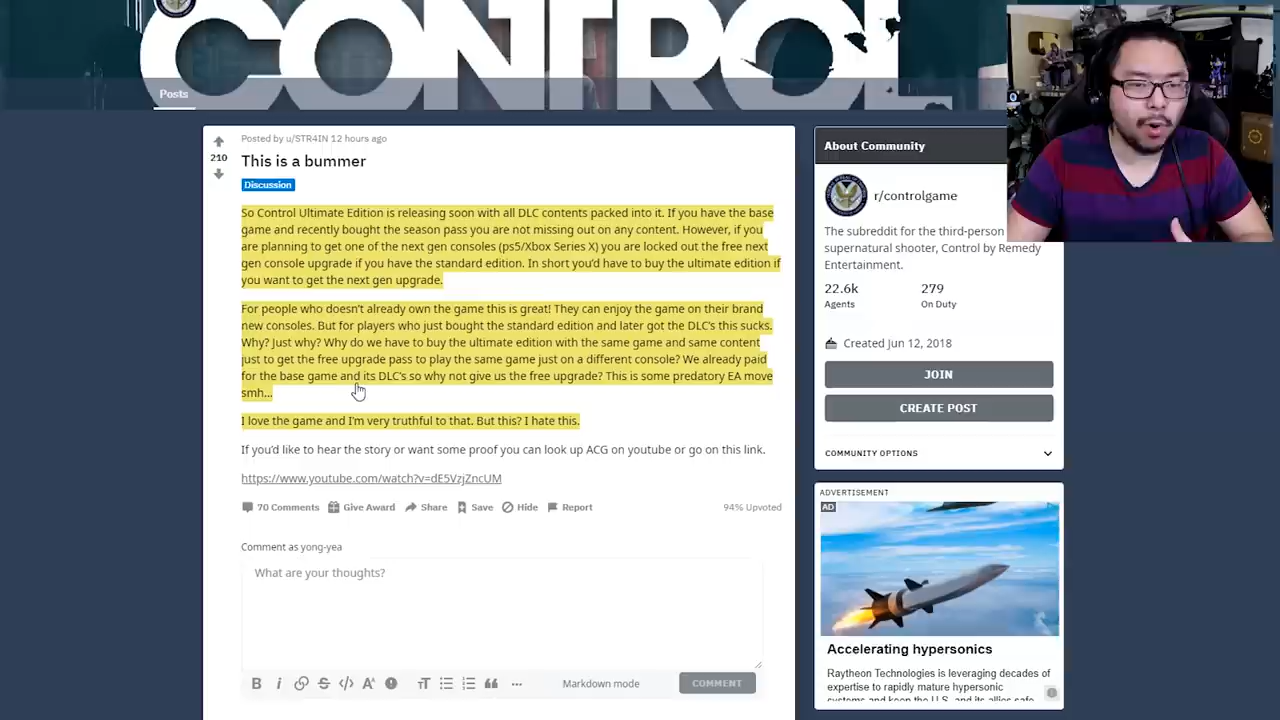 CONTROL
Posts
Posted by u/STR4IN 12 hours ago
210
This is a bummer
Discussion
So Control Ultimate Edition is releasing soon with all DLC contents packed into it. If you have the base
game and recently bought the season pass you are not missing out on any content. However, if you
are planning to get one of the next gen consoles (ps5/Xbox Series X) you are locked out the free next
gen console upgrade if you have the standard edition. In short you'd have to buy the ultimate edition if
you want to get the next gen upgrade.
For people who doesn't already own the game this is great! They can enjoy the game on their brand
new consoles. But for players who just bought the standard edition and later got the DLC's this sucks.
Why? Just why? Why do we have to buy the ultimate edition with the same game and same content
just to get the free upgrade pass to play the same game just on a different console? We already paid
for the base game and its DLC's so why not give us the free upgrade? This is some predatory EA move
smh...
I love the game and I'm very truthful to that. But this? I hate this.
If you'd like to hear the story or want some proof you can look up ACG on youtube or go on this link.
https://www.youtube.com/watch?v=dE5VzjZncUM
70 Comments Give Award Share Save Hide Report 94% Upvoted
Comment as yong-yea
What are your thoughts?
B i A T Markdown mode COMMENT
About Community
r/controlgame
The subreddit for the third-person
supernatural shooter, Control by Remedy
Entertainment.
22.6k 279
Agents On Duty
Created Jun 12, 2018
JOIN
CREATE POST
COMMUNITY OPTIONS
ADVERTISEMENT
AD
Accelerating hypersonics
Raytheon Technologies is leveraging decades of
expertise to rapidly mature hypersonic
systems and keep the U.S. and its allies safe